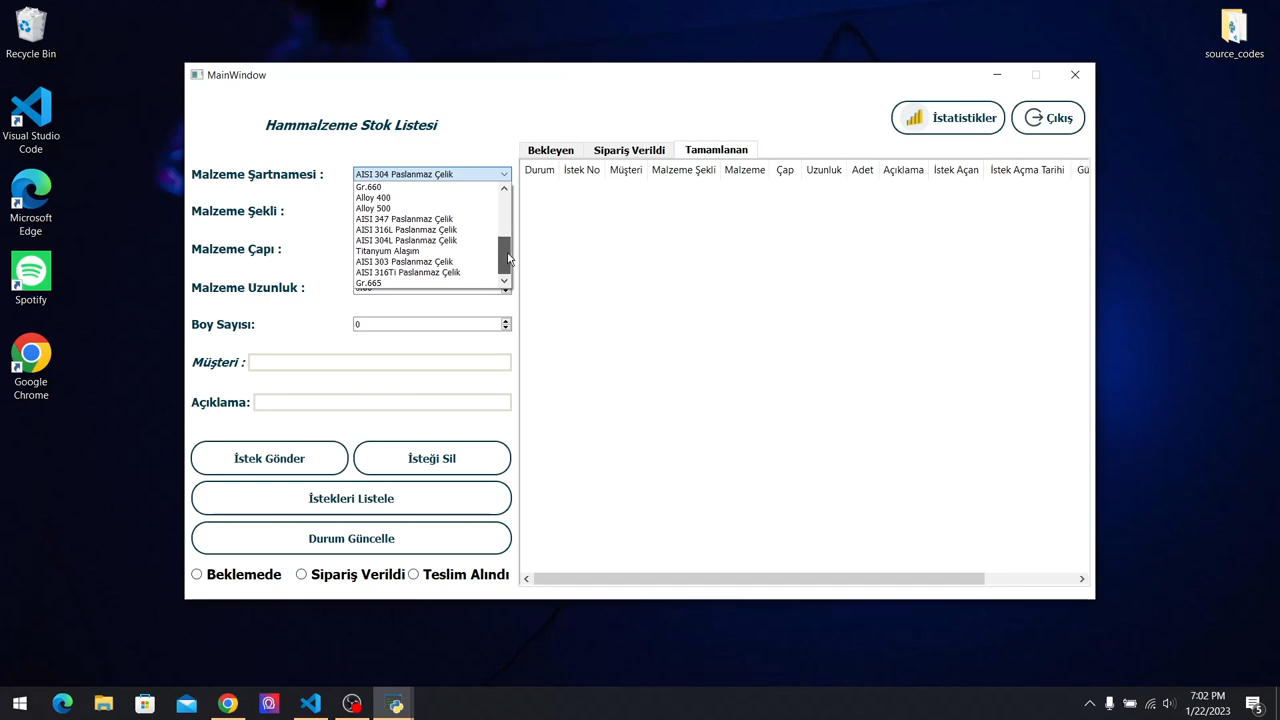 Recycle Bin
Visual Studio
Code
Microsoft
Edge
Spotify
Google
Chrome
source_codes
MainWindow
Hammalzeme Stok Listesi
İstatistikler
Çıkış
Malzeme Şartnamesi :
AISI 304 Paslanmaz Çelik
Gr.660
Alloy 400
Alloy 500
AISI 347 Paslanmaz Çelik
AISI 316L Paslanmaz Çelik
AISI 304L Paslanmaz Çelik
Titanyum Alaşım
AISI 303 Paslanmaz Çelik
AISI 316Ti Paslanmaz Çelik
Gr.665
Malzeme Şekli :
Malzeme Çapı :
Malzeme Uzunluk :
Boy Sayısı:
0
Müşteri :
Açıklama:
İstek Gönder
İsteği Sil
İstekleri Listele
Durum Güncelle
Beklemede
Sipariş Verildi
Teslim Alındı
Bekleyen
Sipariş Verildi
Tamamlanan
Durum İstek No Müşteri Malzeme Şekli Malzeme Çap Uzunluk Adet Açıklama İstek Açan İstek Açma Tarihi Gü
7:02 PM
1/22/2023
5